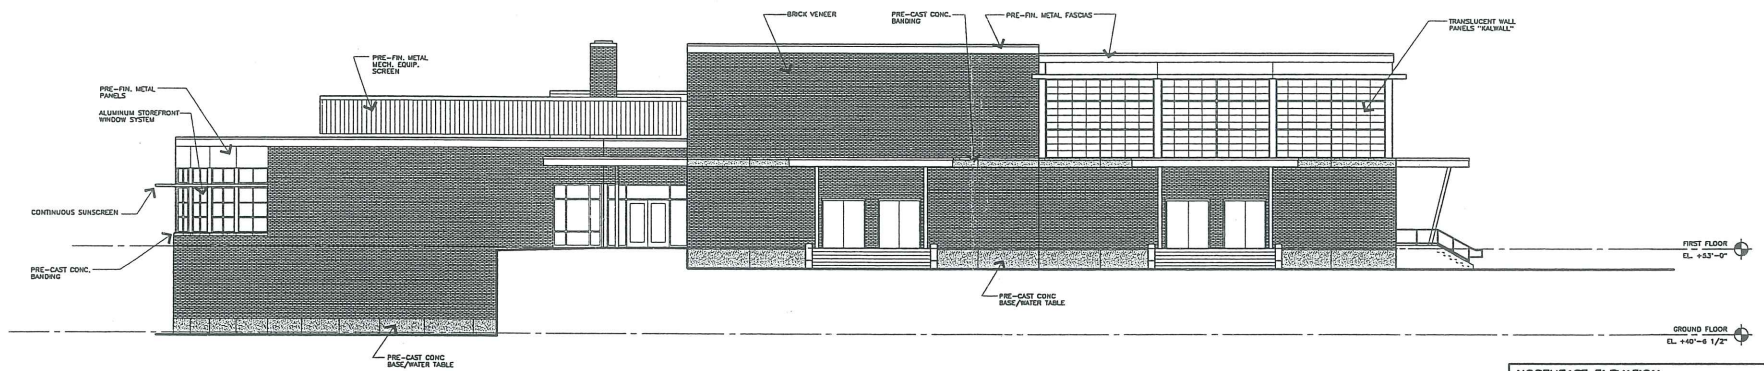 BRICK VENEER
PRE-CAST CONC.
BANDING
PRE-FIN. METAL FASCIAS
TRANSLUCENT WALL
PANELS "KALWALL"
PRE-FIN. METAL
MECH. EQUIP.
SCREEN
PRE-FIN. METAL
PANELS
ALUMINUM STOREFRONT
WINDOW SYSTEM
CONTINUOUS SUNSCREEN
PRE-CAST CONC.
BANDING
FIRST FLOOR
EL. +53'-0"
PRE-CAST CONC
BASE/WATER TABLE
GROUND FLOOR
EL. +40'-6 1/2"
PRE-CAST CONC
BASE/WATER TABLE